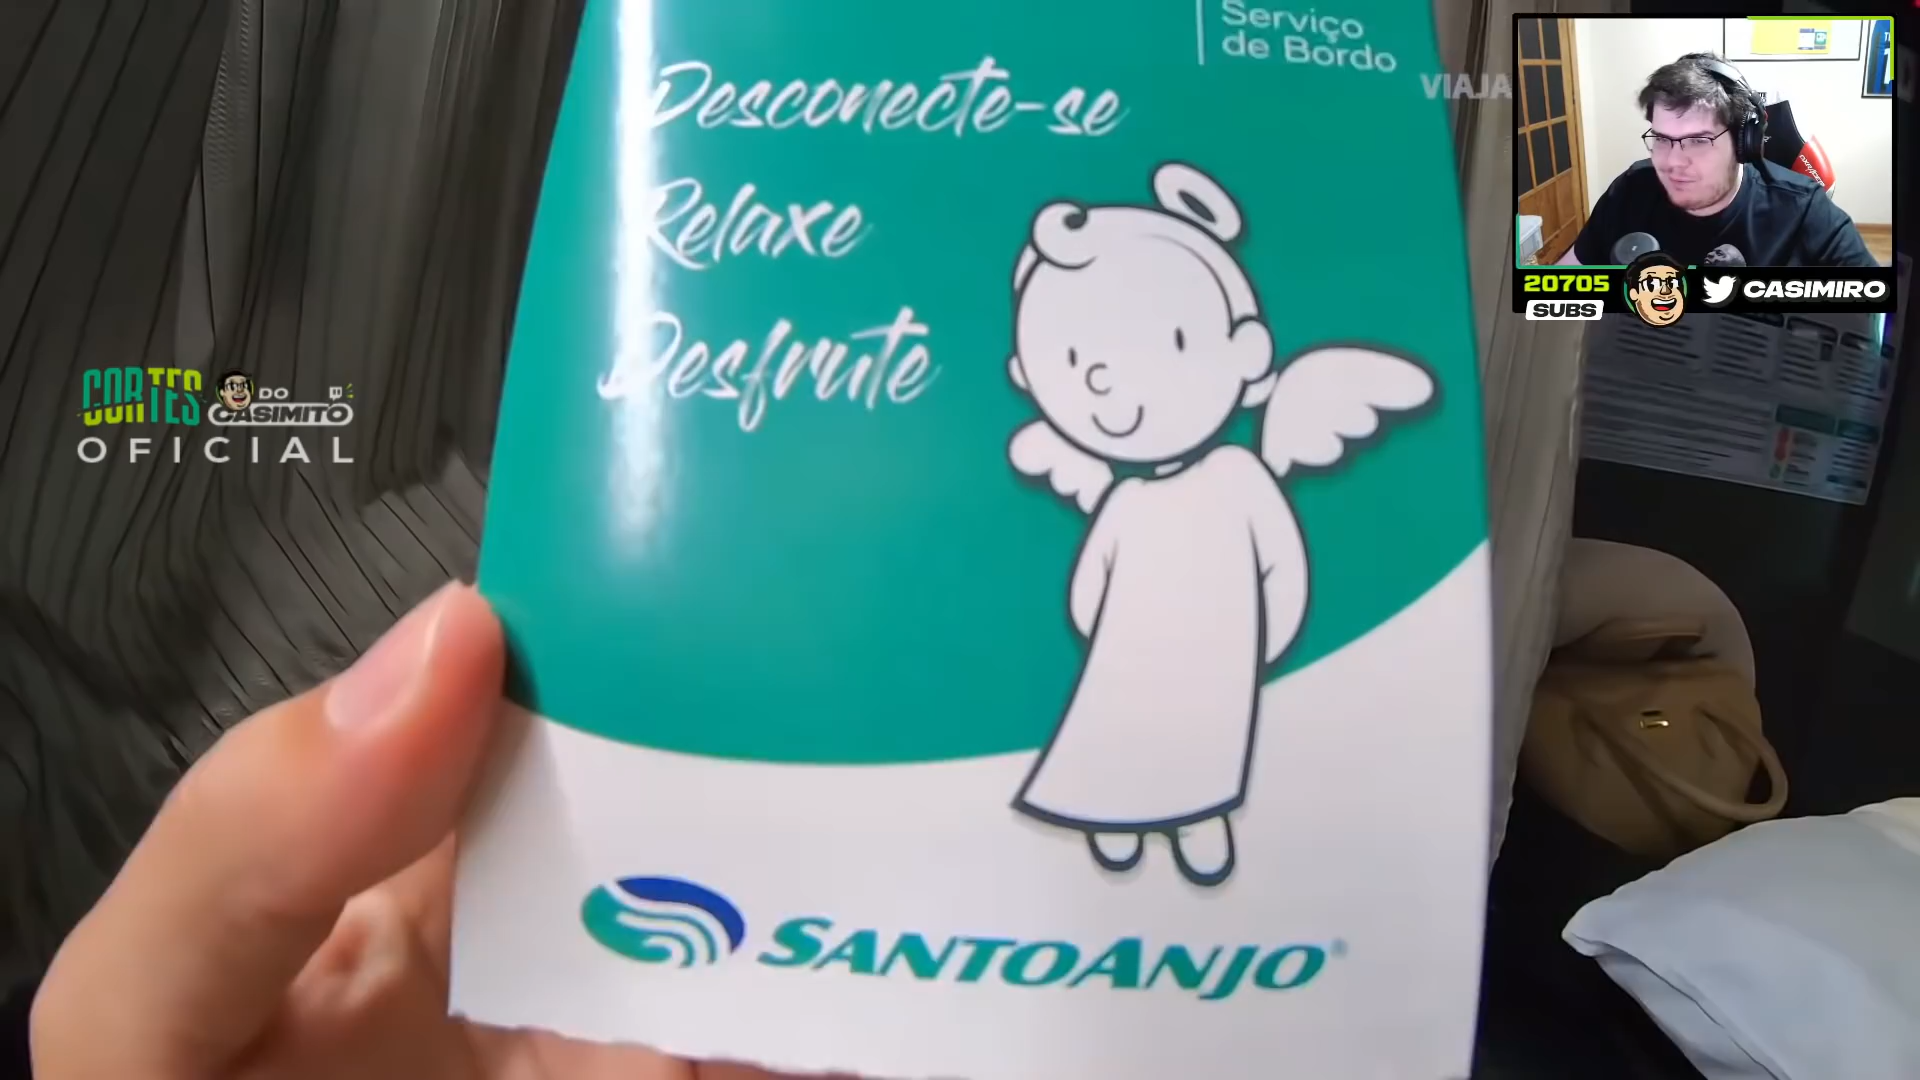 Serviço
de Bordo
Desconecte-se
Relaxe
Desfrute
SANTOANJO®
VIAJA
CORTES
DO
CASIMITO
OFICIAL
20705
SUBS
CASIMIRO